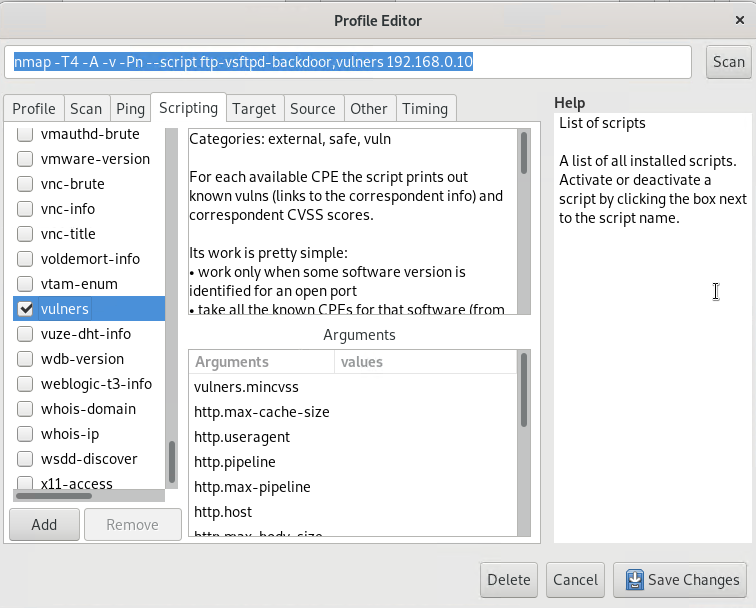 Profile Editor
nmap -T4 -A -v -Pn --script ftp-vsftpd-backdoor,vulners 192.168.0.10
Scan
Profile
Scan
Ping
Scripting
Target
Source
Other
Timing
vmauthd-brute
vmware-version
vnc-brute
vnc-info
vnc-title
voldemort-info
vtam-enum
vulners
vuze-dht-info
wdb-version
weblogic-t3-info
whois-domain
whois-ip
wsdd-discover
x11-access
Add
Remove
Categories: external, safe, vuln
For each available CPE the script prints out
known vulns (links to the correspondent info) and
correspondent CVSS scores.
Its work is pretty simple:
• work only when some software version is
identified for an open port
• take all the known CPEs for that software (from
Arguments
Arguments values
vulners.mincvss
http.max-cache-size
http.useragent
http.pipeline
http.max-pipeline
http.host
http.max-body-size
Help
List of scripts
A list of all installed scripts.
Activate or deactivate a
script by clicking the box next
to the script name.
Delete
Cancel
Save Changes